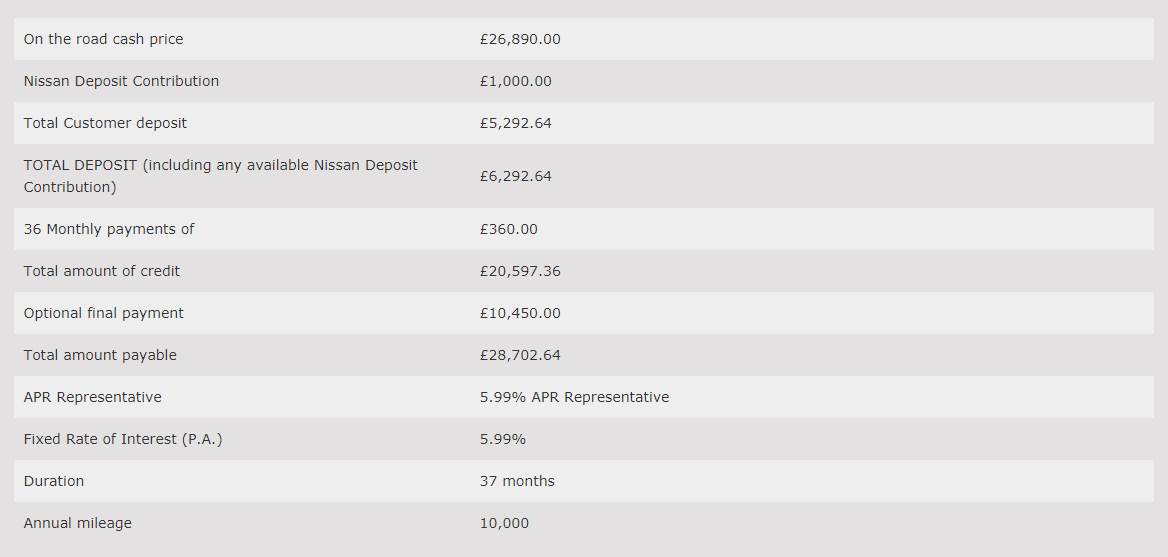 On the road cash price £26,890.00
Nissan Deposit Contribution £1,000.00
Total Customer deposit £5,292.64
TOTAL DEPOSIT (including any available Nissan Deposit
Contribution) £6,292.64
36 Monthly payments of £360.00
Total amount of credit £20,597.36
Optional final payment £10,450.00
Total amount payable £28,702.64
APR Representative 5.99% APR Representative
Fixed Rate of Interest (P.A.) 5.99%
Duration 37 months
Annual mileage 10,000